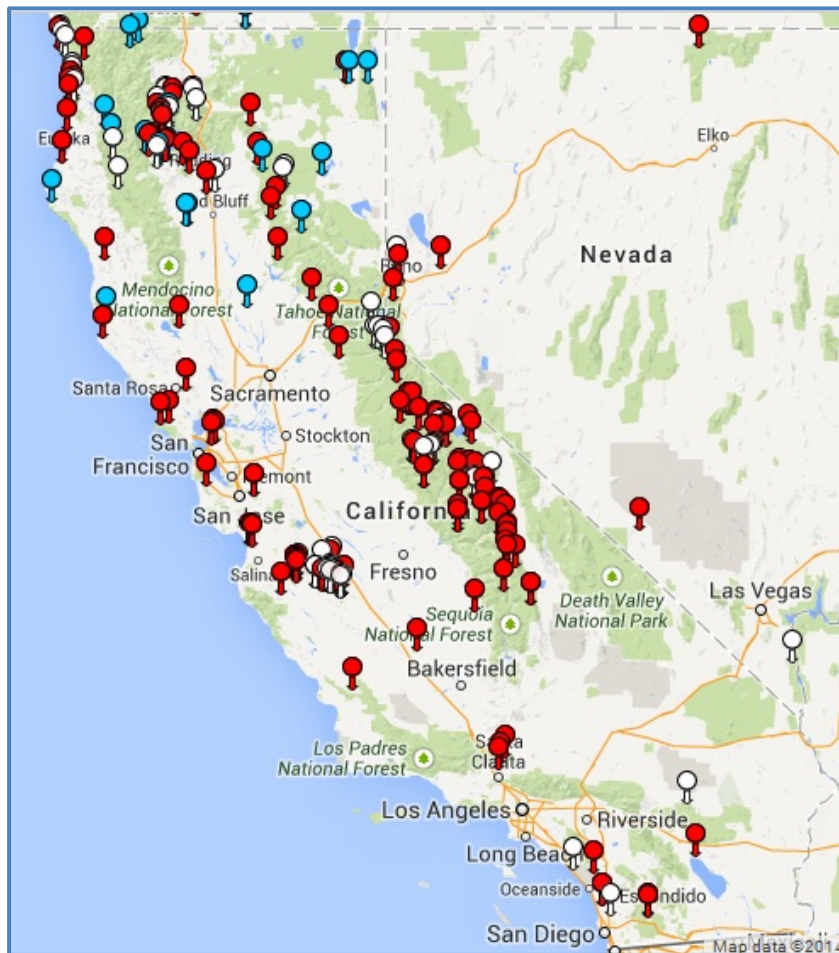 Elko
Nevada
Mendocino
National Forest
Tahoe National
Forest
Santa Rosa
Sacramento
Stockton
San
Francisco
San Jose
California
Fresno
Death Valley
National Park
Las Vegas
Sequoia
National Forest
Bakersfield
Los Padres
National Forest
Los Angeles
Riverside
Long Beach
Oceanside
Escondido
San Diego
Map data ©2014